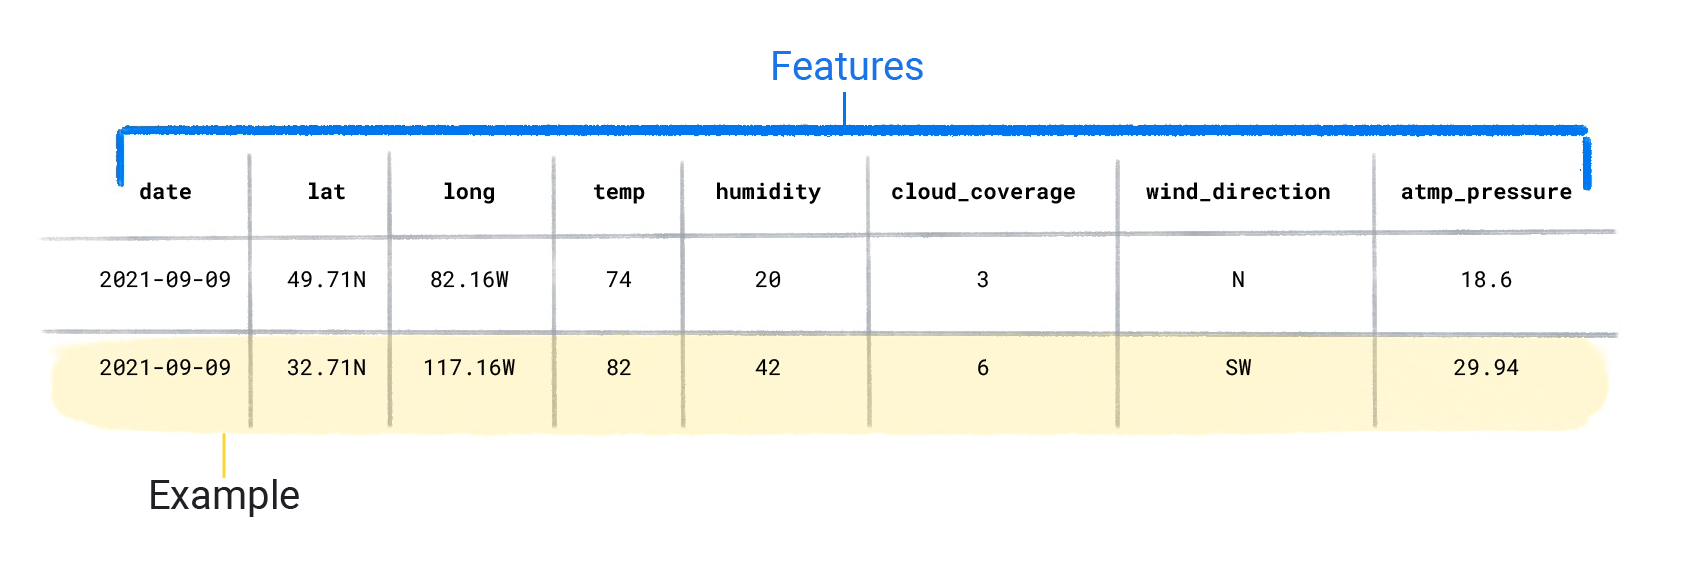 Features
date lat long temp humidity cloud_coverage wind_direction atmp_pressure
2021-09-09 49.71N 82.16W 74 20 3 N 18.6
2021-09-09 32.71N 117.16W 82 42 6 SW 29.94
Example